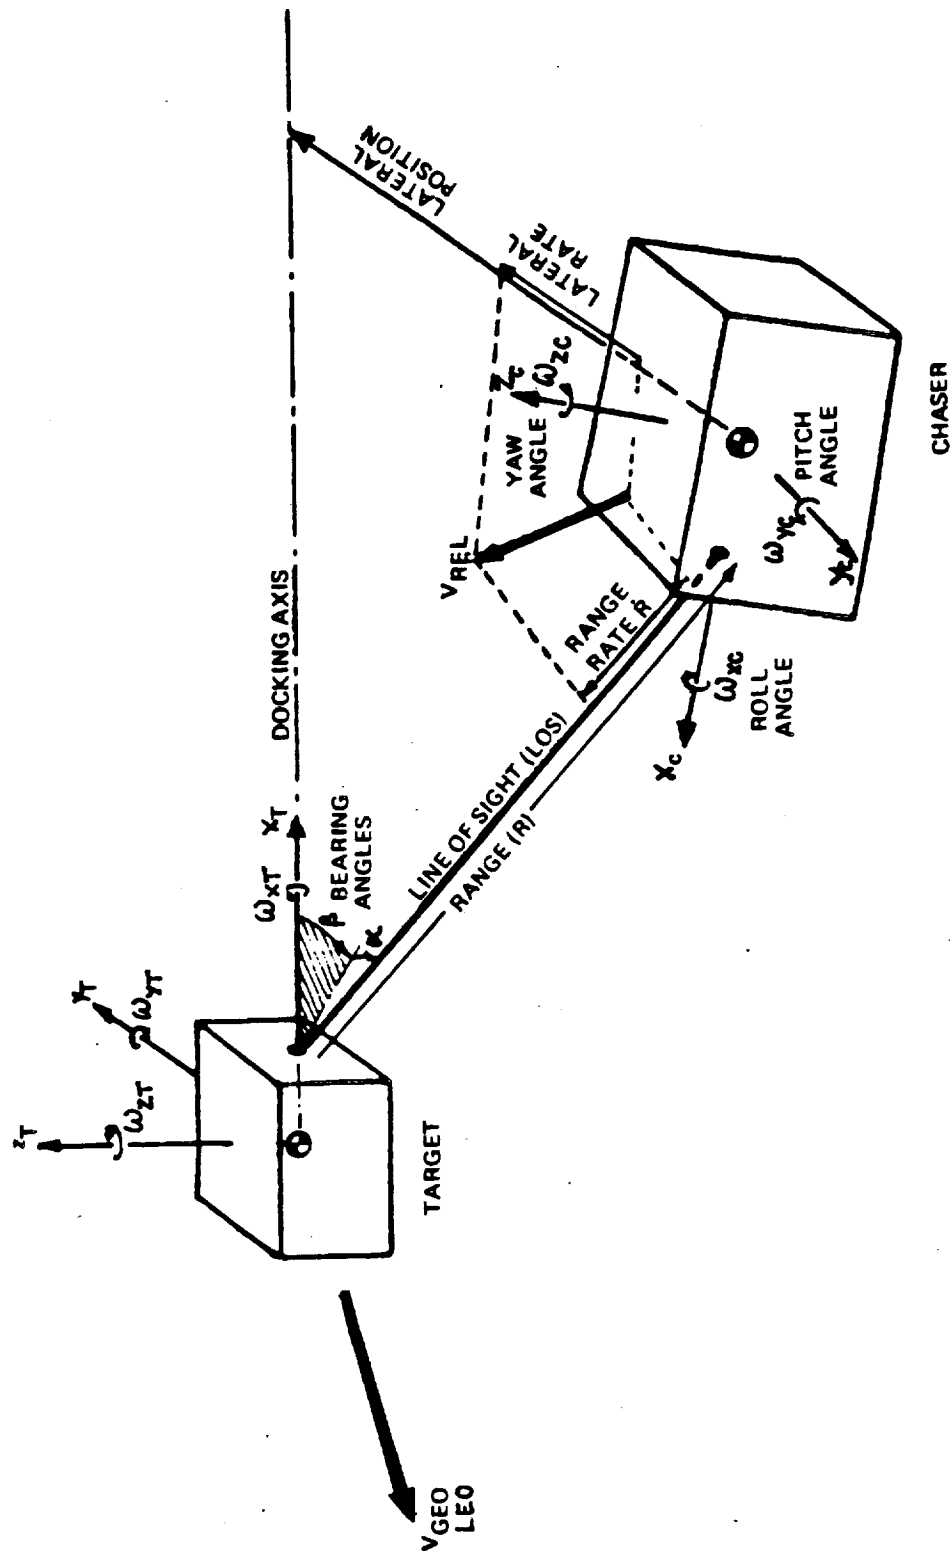 V GEO
LEO
TARGET
Z_T
ω_ZT
Y_T
ω_YT
ω_XT
X_T
β
α
BEARING
ANGLES
DOCKING AXIS
LINE OF SIGHT (LOS)
RANGE (R)
RANGE
RATE Ṙ
V_REL
X_C
ω_XC
ROLL
ANGLE
YAW
ANGLE
Z_C
ω_ZC
ω_YC
Y_C
PITCH
ANGLE
LATERAL
RATE
LATERAL
POSITION
CHASER